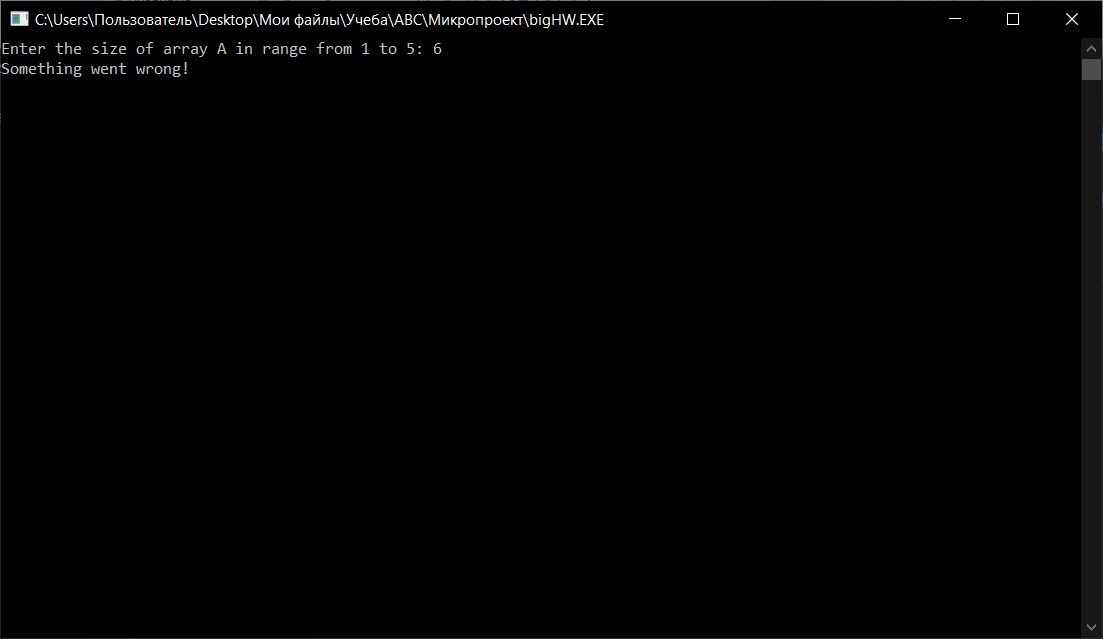 C:\Users\Пользователь\Desktop\Мои файлы\Учеба\АВС\Микропроект\bigHW.EXE
Enter the size of array A in range from 1 to 5: 6
Something went wrong!